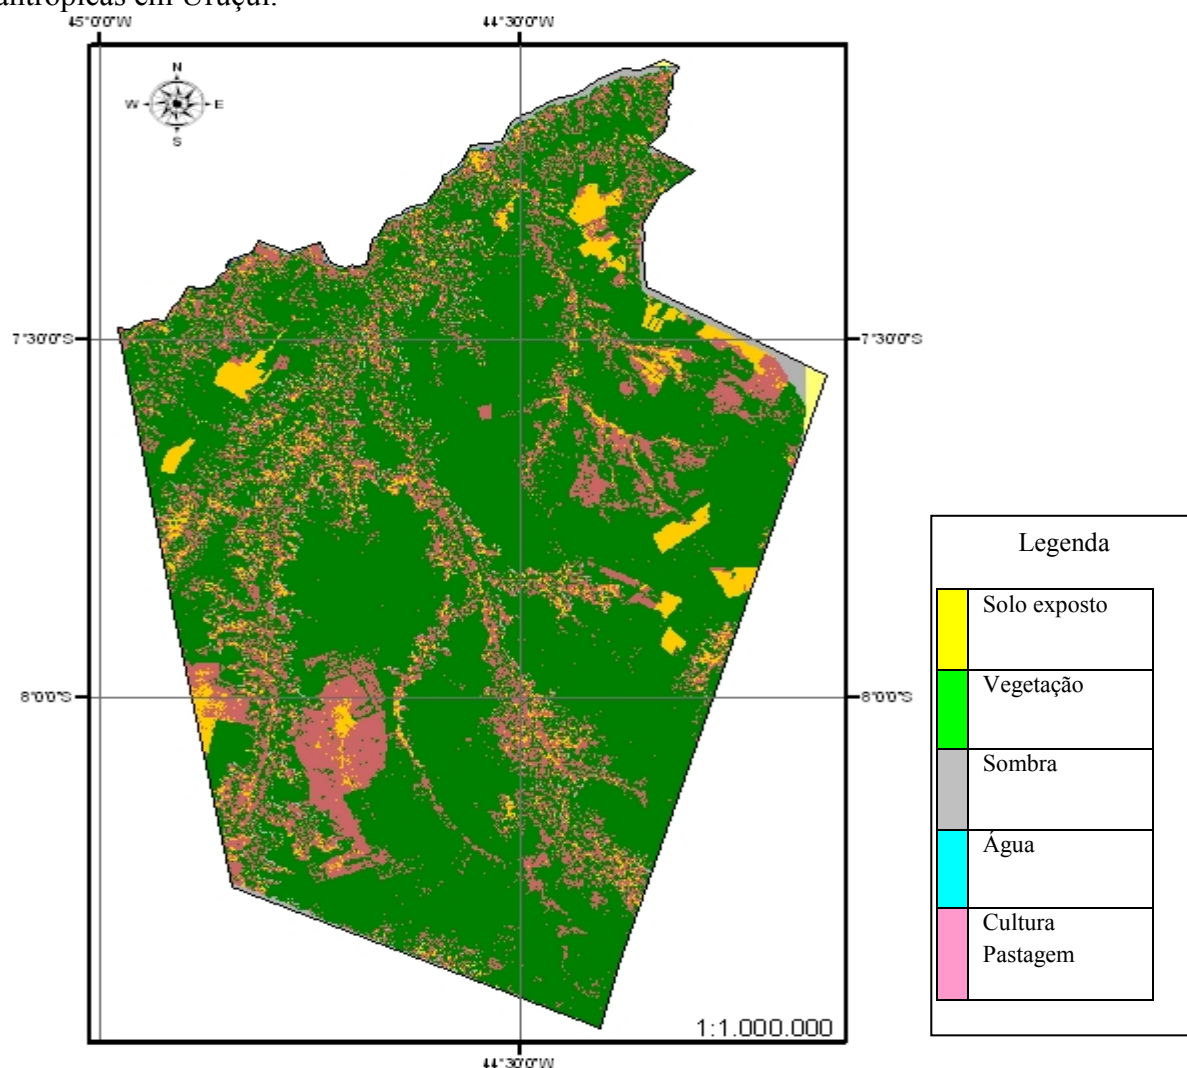 antrópicas em Uruçuí.
45°0'0"W
44°30'0"W
N
W E
S
7°30'0"S
7°30'0"S
Legenda
Solo exposto
Vegetação
8°0'0"S
8°0'0"S
Sombra
Água
Cultura
Pastagem
1:1.000.000
44°30'0"W